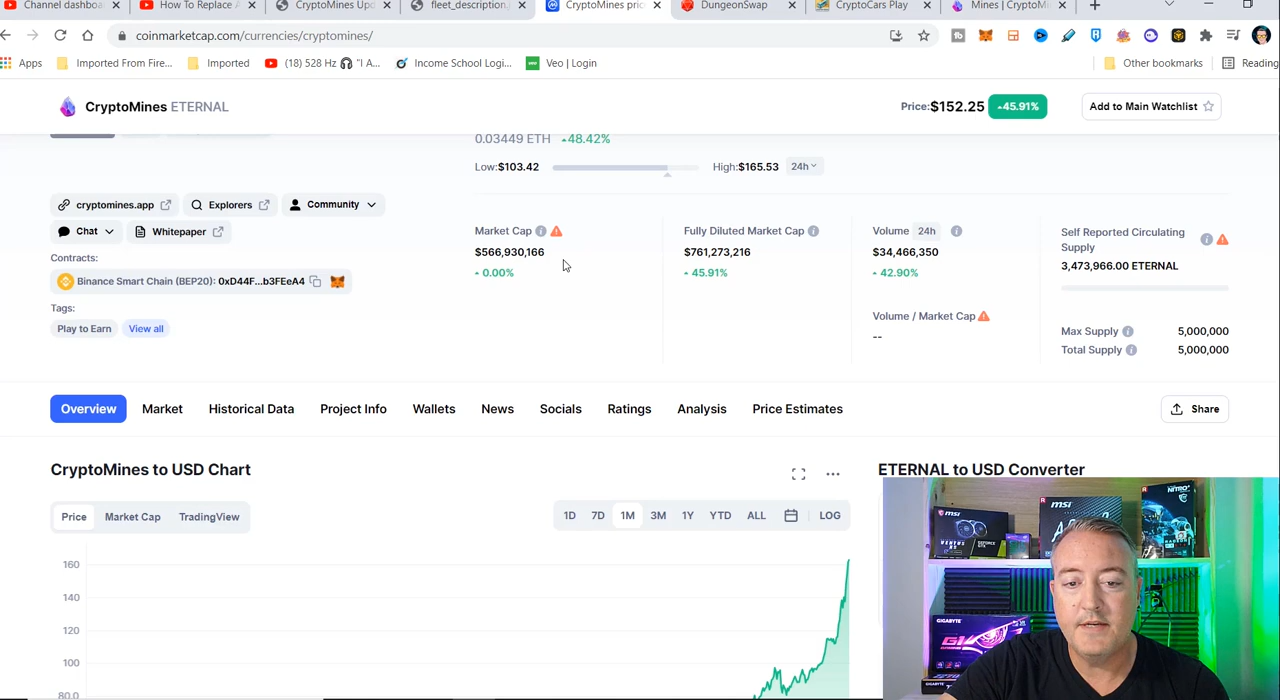 Channel dashboa
How To Replace A
CryptoMines Upd
fleet_description.
CryptoMines pric
DungeonSwap
CryptoCars Play
Mines | CryptoMi
coinmarketcap.com/currencies/cryptomines/
Apps
Imported From Fire...
Imported
(18) 528 Hz "I A...
Income School Logi...
Veo | Login
Other bookmarks
Reading
CryptoMines ETERNAL
Price: $152.25 45.91%
Add to Main Watchlist
0.03449 ETH 48.42%
Low: $103.42
High: $165.53
24h
cryptomines.app
Explorers
Community
Chat
Whitepaper
Contracts:
Binance Smart Chain (BEP20): 0xD44F...b3FEeA4
Tags:
Play to Earn
View all
Market Cap
$566,930,166
0.00%
Fully Diluted Market Cap
$761,273,216
45.91%
Volume 24h
$34,466,350
42.90%
Volume / Market Cap
--
Self Reported Circulating
Supply
3,473,966.00 ETERNAL
Max Supply 5,000,000
Total Supply 5,000,000
Overview
Market
Historical Data
Project Info
Wallets
News
Socials
Ratings
Analysis
Price Estimates
Share
CryptoMines to USD Chart
ETERNAL to USD Converter
Price
Market Cap
TradingView
1D
7D
1M
3M
1Y
YTD
ALL
LOG
160
140
120
100
80.0
msi
msi
NITRO+
GIGABYTE